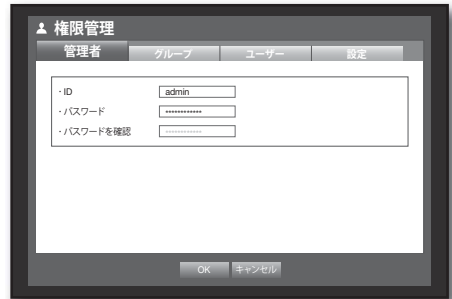 権限管理
管理者 グループ ユーザー 設定
· ID admin
· パスワード ************
· パスワードを確認 ************
OK キャンセル